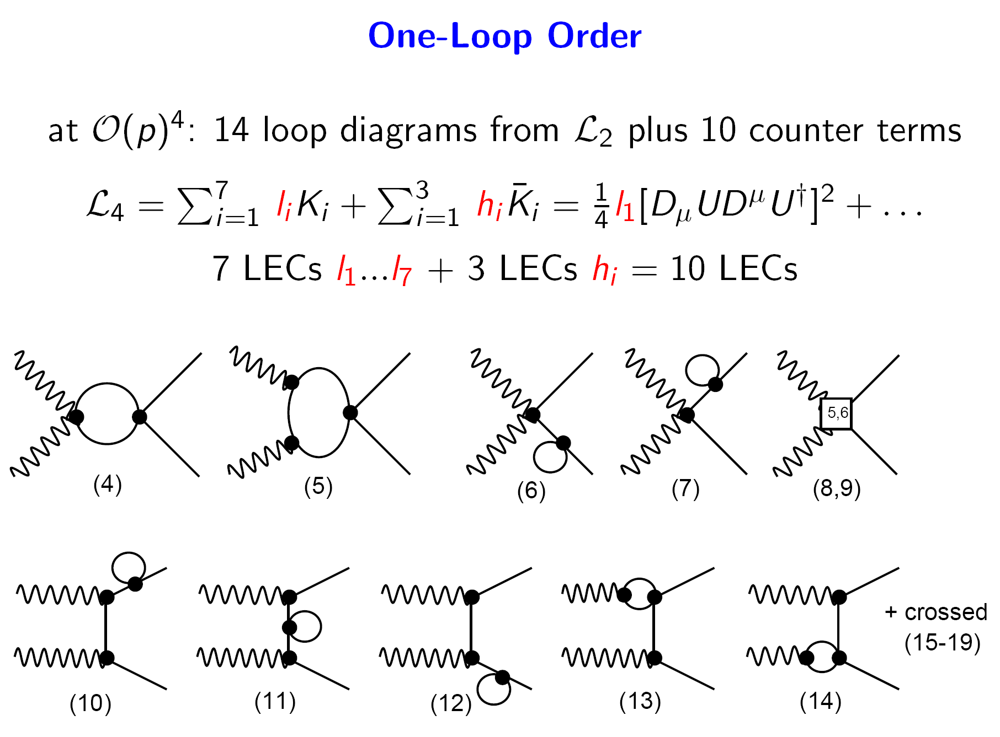 One-Loop Order
at 𝒪(p)⁴: 14 loop diagrams from ℒ₂ plus 10 counter terms
ℒ₄ = ∑⁷ᵢ₌₁ lᵢKᵢ + ∑³ᵢ₌₁ hᵢK̄ᵢ = ¼l₁[D_μUD^μU†]² + …
7 LECs l₁...l₇ + 3 LECs hᵢ = 10 LECs
5,6
(4) (5) (6) (7) (8,9)
+ crossed
(15-19)
(10) (11) (12) (13) (14)